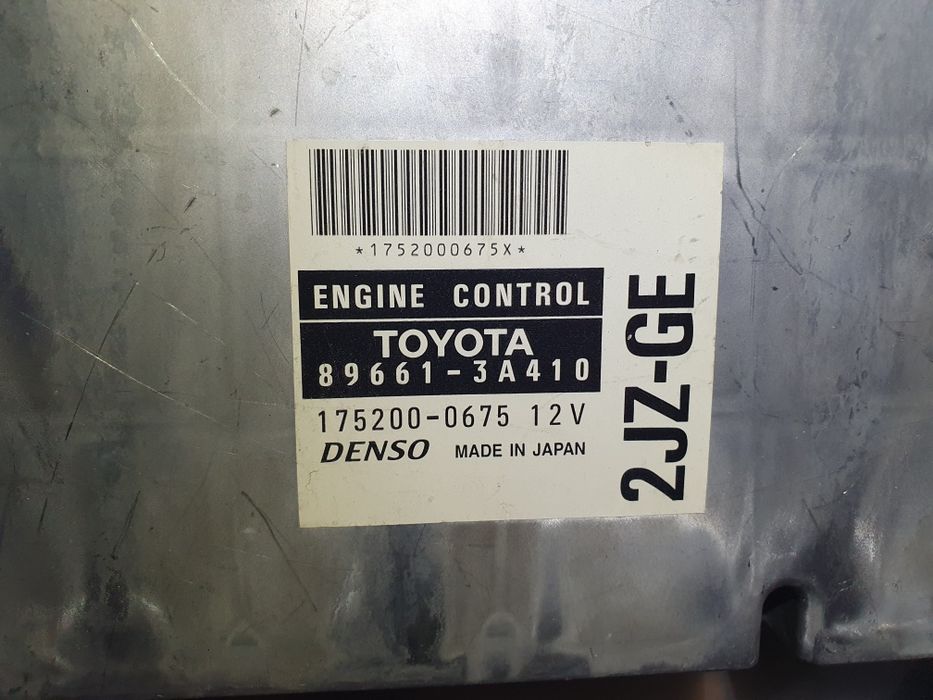 *1752000675X*
ENGINE CONTROL
TOYOTA
89661-3A410
175200-0675 12V
DENSO MADE IN JAPAN
2JZ-GE